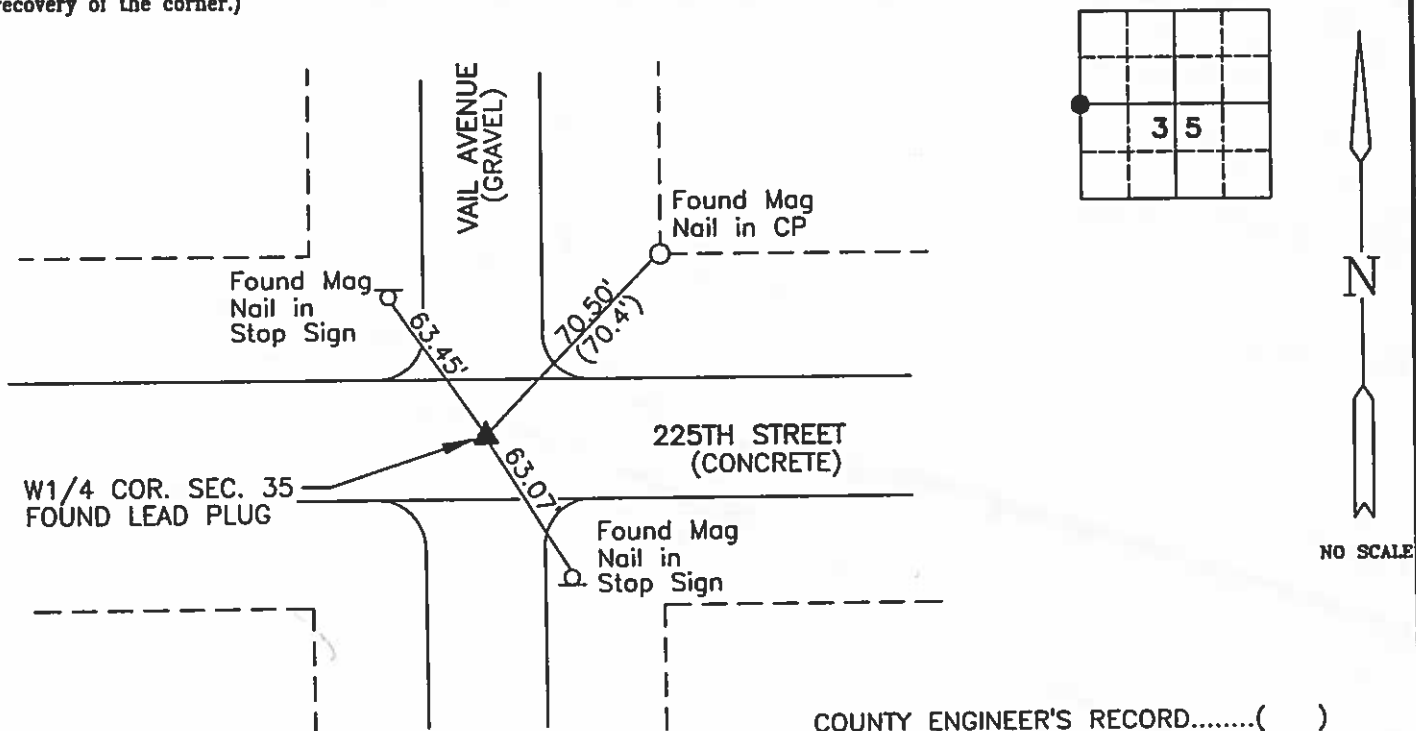 recovery of the corner.)
VAIL AVENUE
(GRAVEL)
3 5
Found Mag
Nail in CP
Found Mag
Nail in
Stop Sign
63.45'
70.50'
(70.4')
N
225TH STREET
(CONCRETE)
W1/4 COR. SEC. 35
FOUND LEAD PLUG
63.07'
Found Mag
Nail in
Stop Sign
NO SCALE
COUNTY ENGINEER'S RECORD........( )